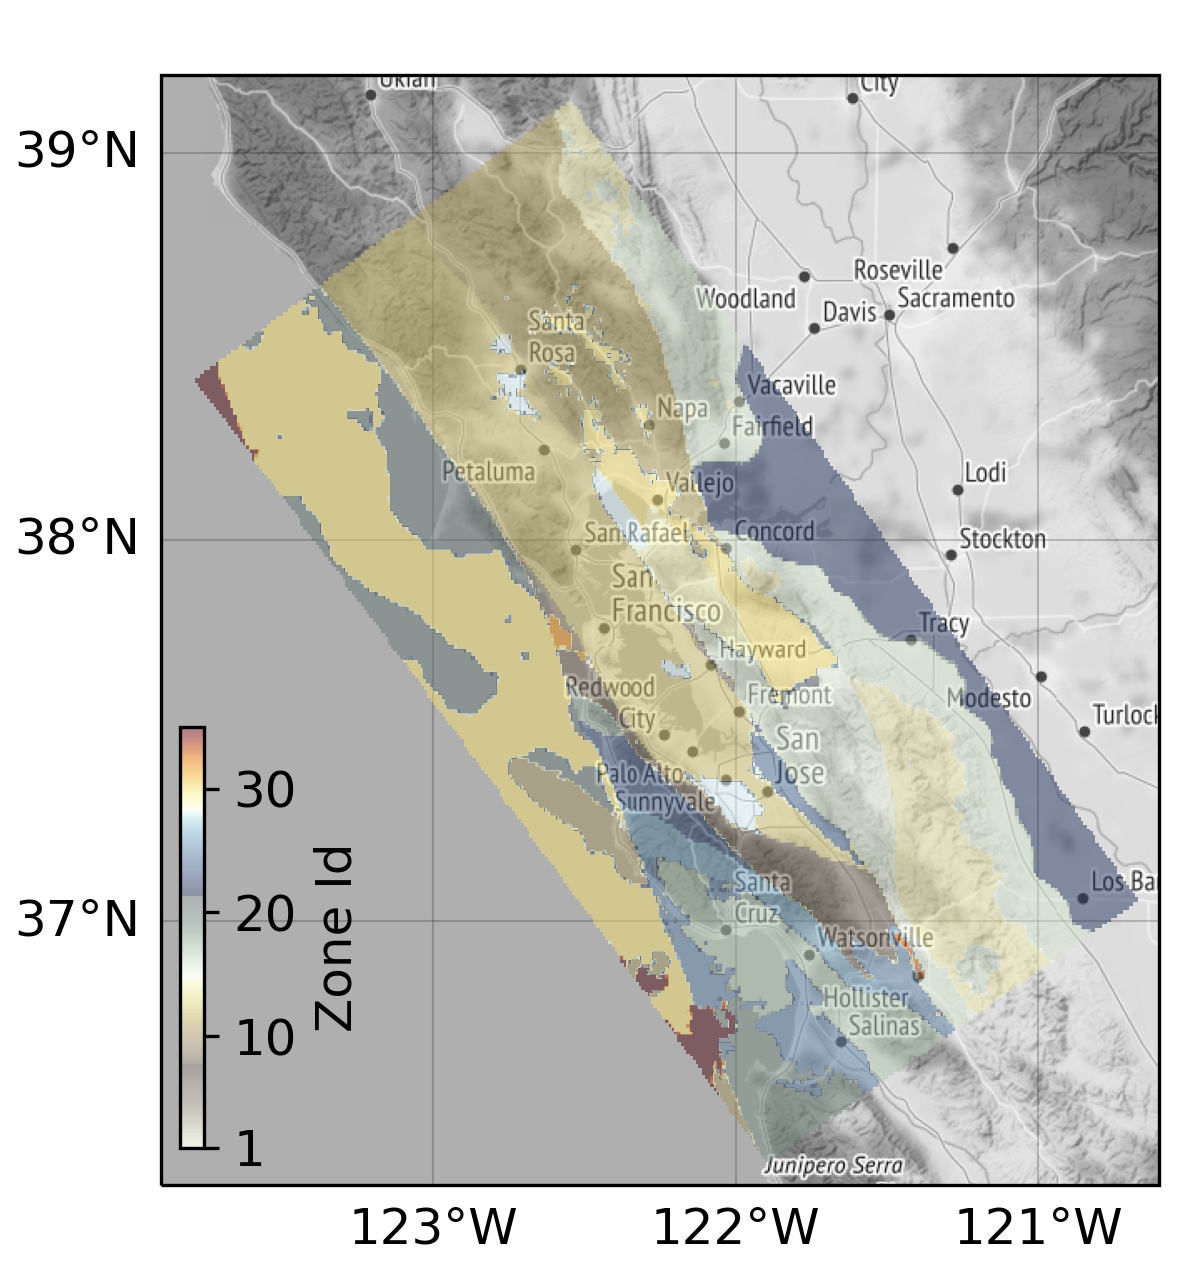 Ukiah
City
39°N
Roseville
Woodland
Sacramento
Davis
Santa
Rosa
Vacaville
Napa
Fairfield
Petaluma
Vallejo
Lodi
38°N
San Rafael
Concord
Stockton
San
Francisco
Tracy
Hayward
Redwood
City
Fremont
Modesto
Turlock
San
Jose
Palo Alto
Sunnyvale
30
20
10
1
Zone Id
Santa
Cruz
Los Ba
37°N
Watsonville
Hollister
Salinas
Junipero Serra
123°W
122°W
121°W